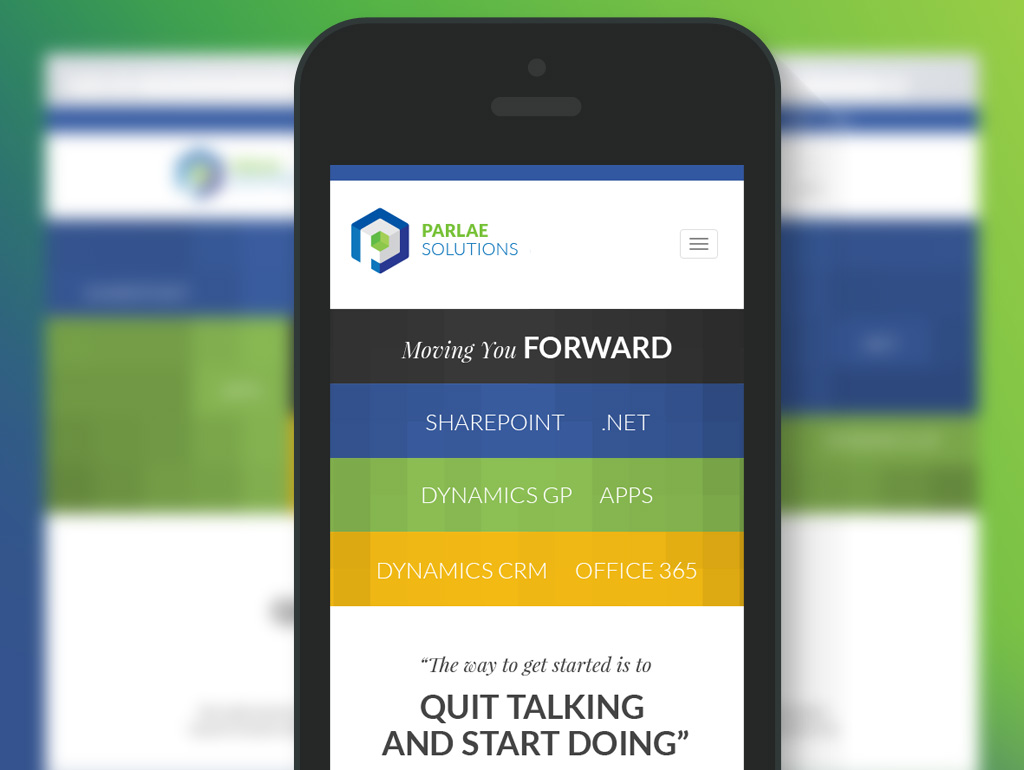 PARLAE
SOLUTIONS
Moving You FORWARD
SHAREPOINT .NET
DYNAMICS GP APPS
DYNAMICS CRM OFFICE 365
“The way to get started is to
QUIT TALKING
AND START DOING”